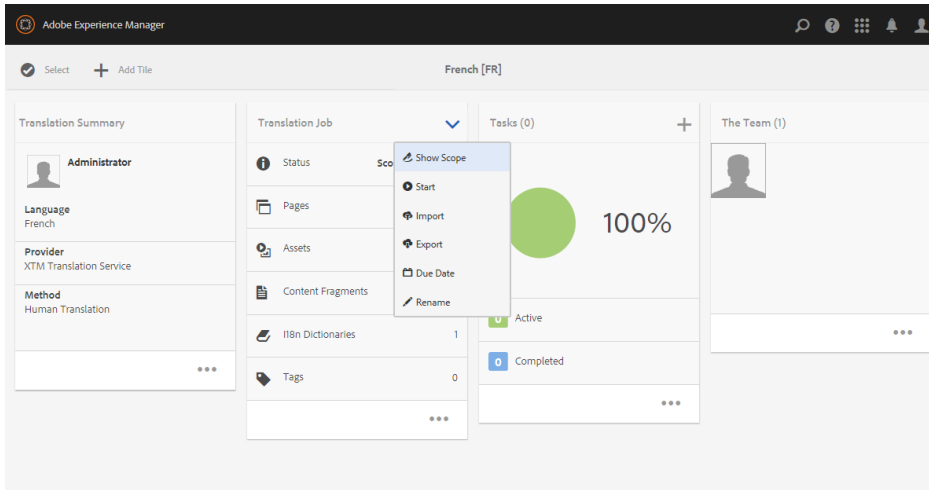 Adobe Experience Manager
Select
Add Tile
French [FR]
Translation Summary
Administrator
Language
French
Provider
XTM Translation Service
Method
Human Translation
Translation Job
Status
Pages
Assets
Content Fragments
I18n Dictionaries 1
Tags 0
Show Scope
Start
Import
Export
Due Date
Rename
Tasks (0)
100%
0 Active
0 Completed
The Team (1)